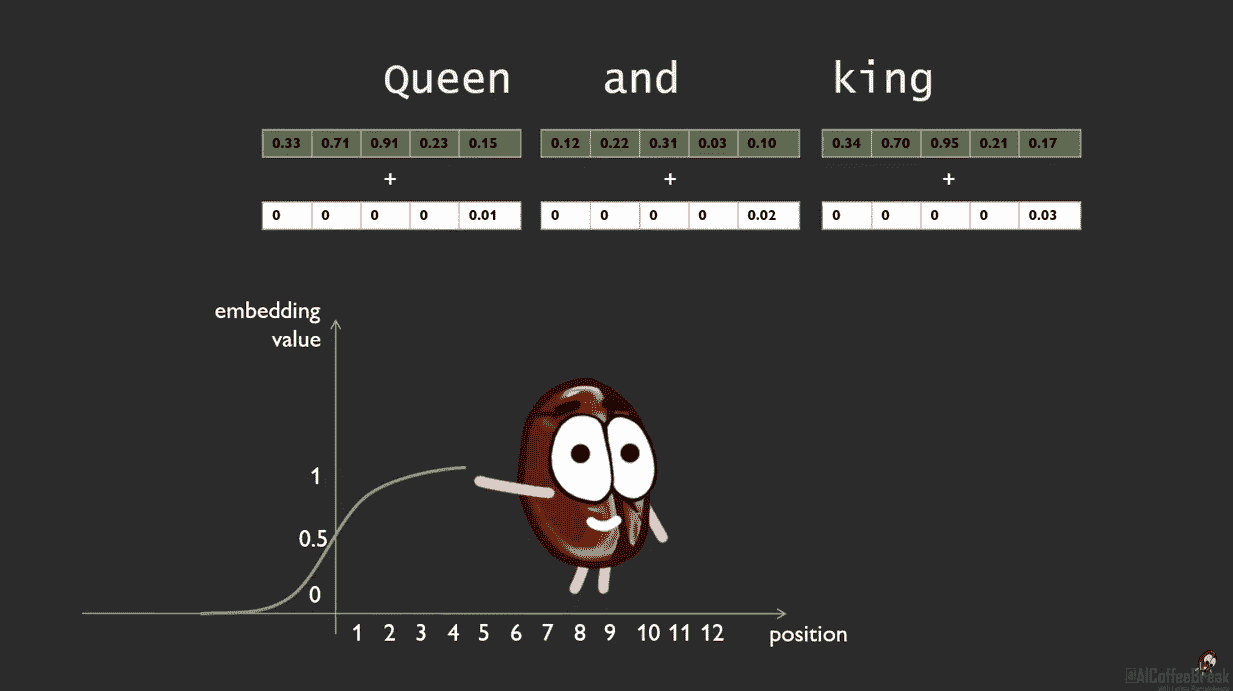 Queen and king
0.33 0.71 0.91 0.23 0.15 0.12 0.22 0.31 0.03 0.10 0.34 0.70 0.95 0.21 0.17
+ + +
0 0 0 0 0.01 0 0 0 0 0.02 0 0 0 0 0.03
embedding
value
1
0.5
0
1 2 3 4 5 6 7 8 9 10 11 12 position
@AICoffeeBreak